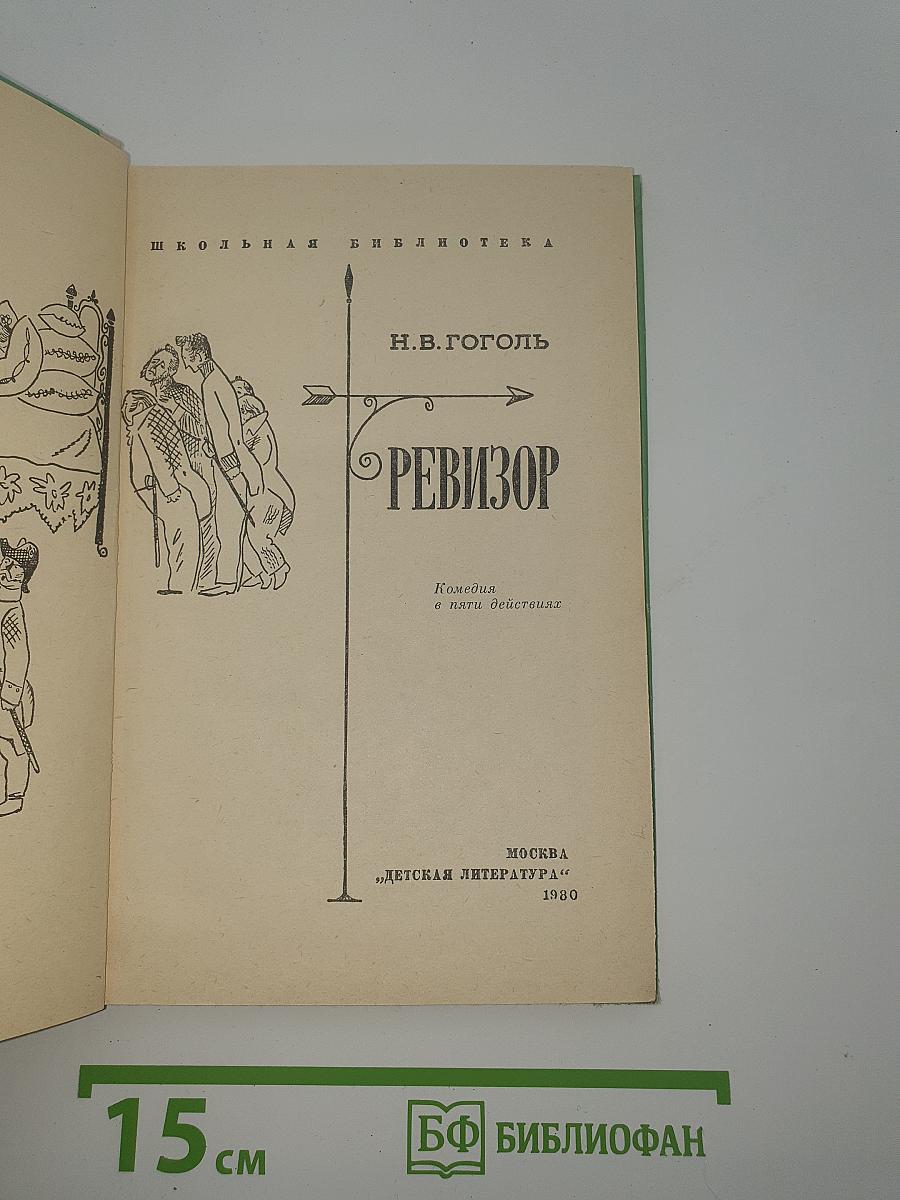 ШКОЛЬНАЯ БИБЛИОТЕКА
Н.В.ГОГОЛЬ
РЕВИЗОР
Комедия
в пяти действиях
МОСКВА
„ДЕТСКАЯ ЛИТЕРАТУРА“
1980
15 см
БФ БИБЛИОФАН